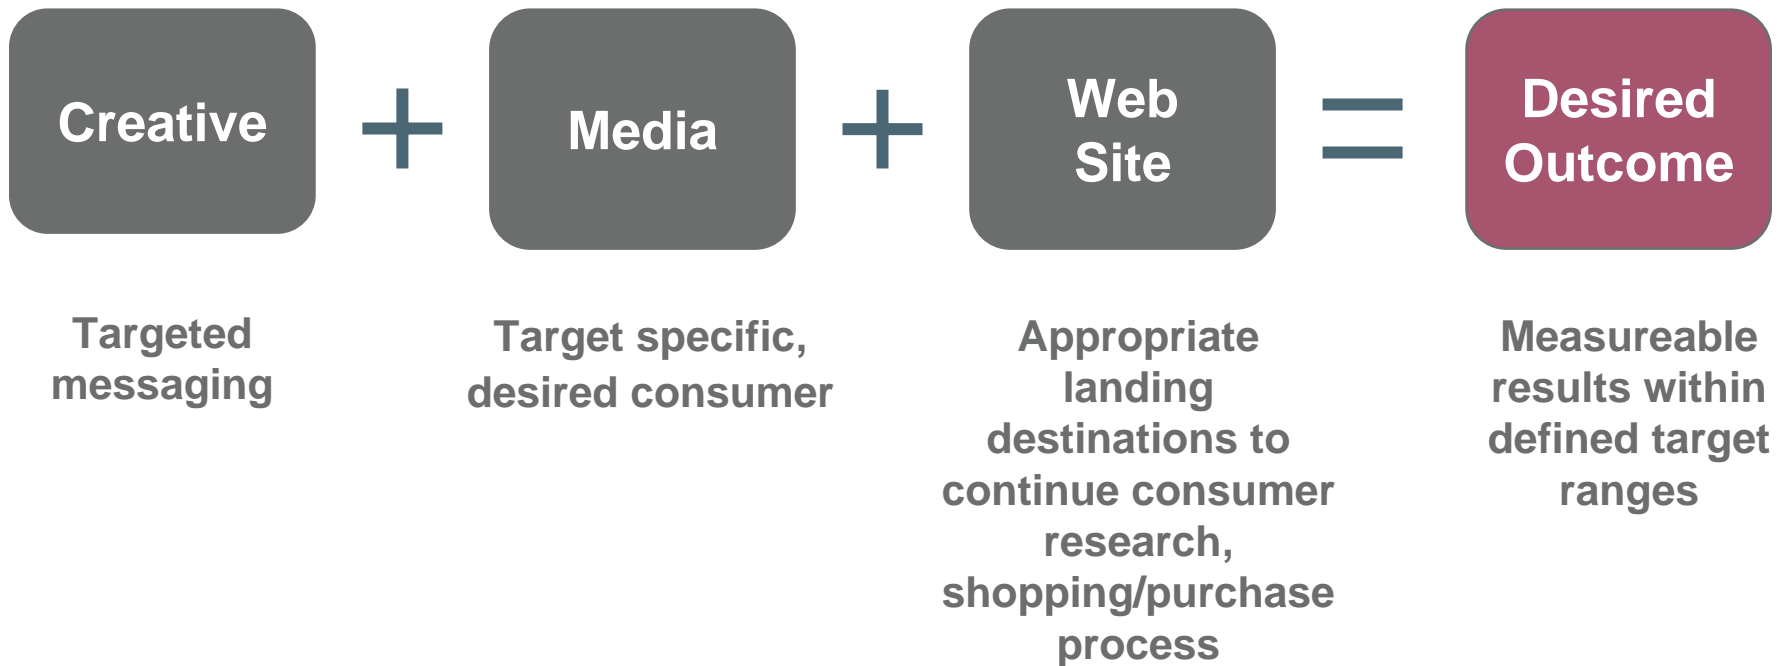 Creative
+
Media
+
Web
Site
=
Desired
Outcome
Targeted
messaging
Target specific,
desired consumer
Appropriate
landing
destinations to
continue consumer
research,
shopping/purchase
process
Measureable
results within
defined target
ranges